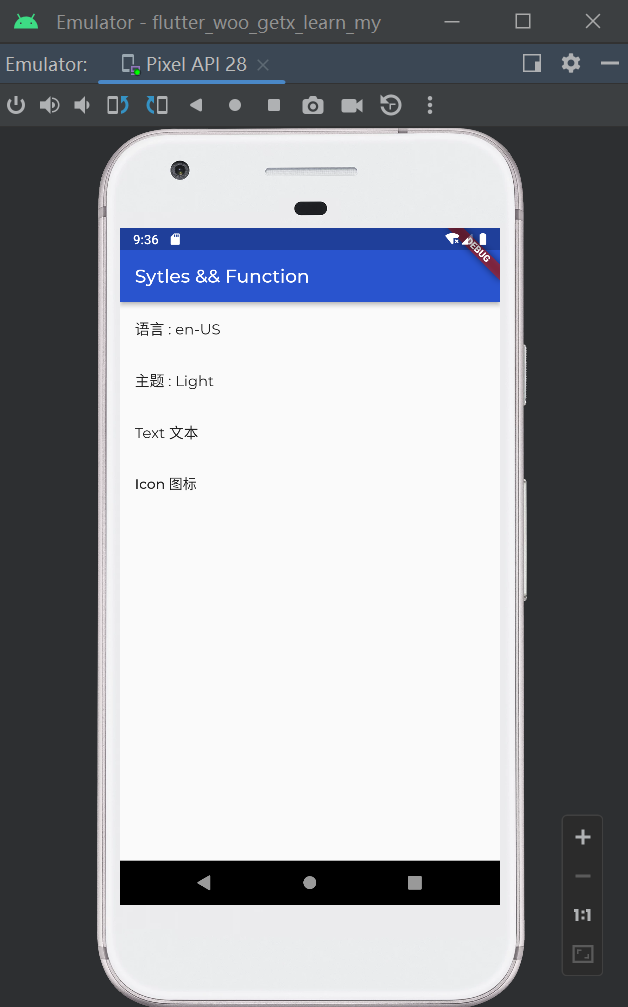 Emulator - flutter_woo_getx_learn_my
Emulator: Pixel API 28
9:36
DEBUG
Sytles && Function
语言 : en-US
主题 : Light
Text 文本
Icon 图标
1:1